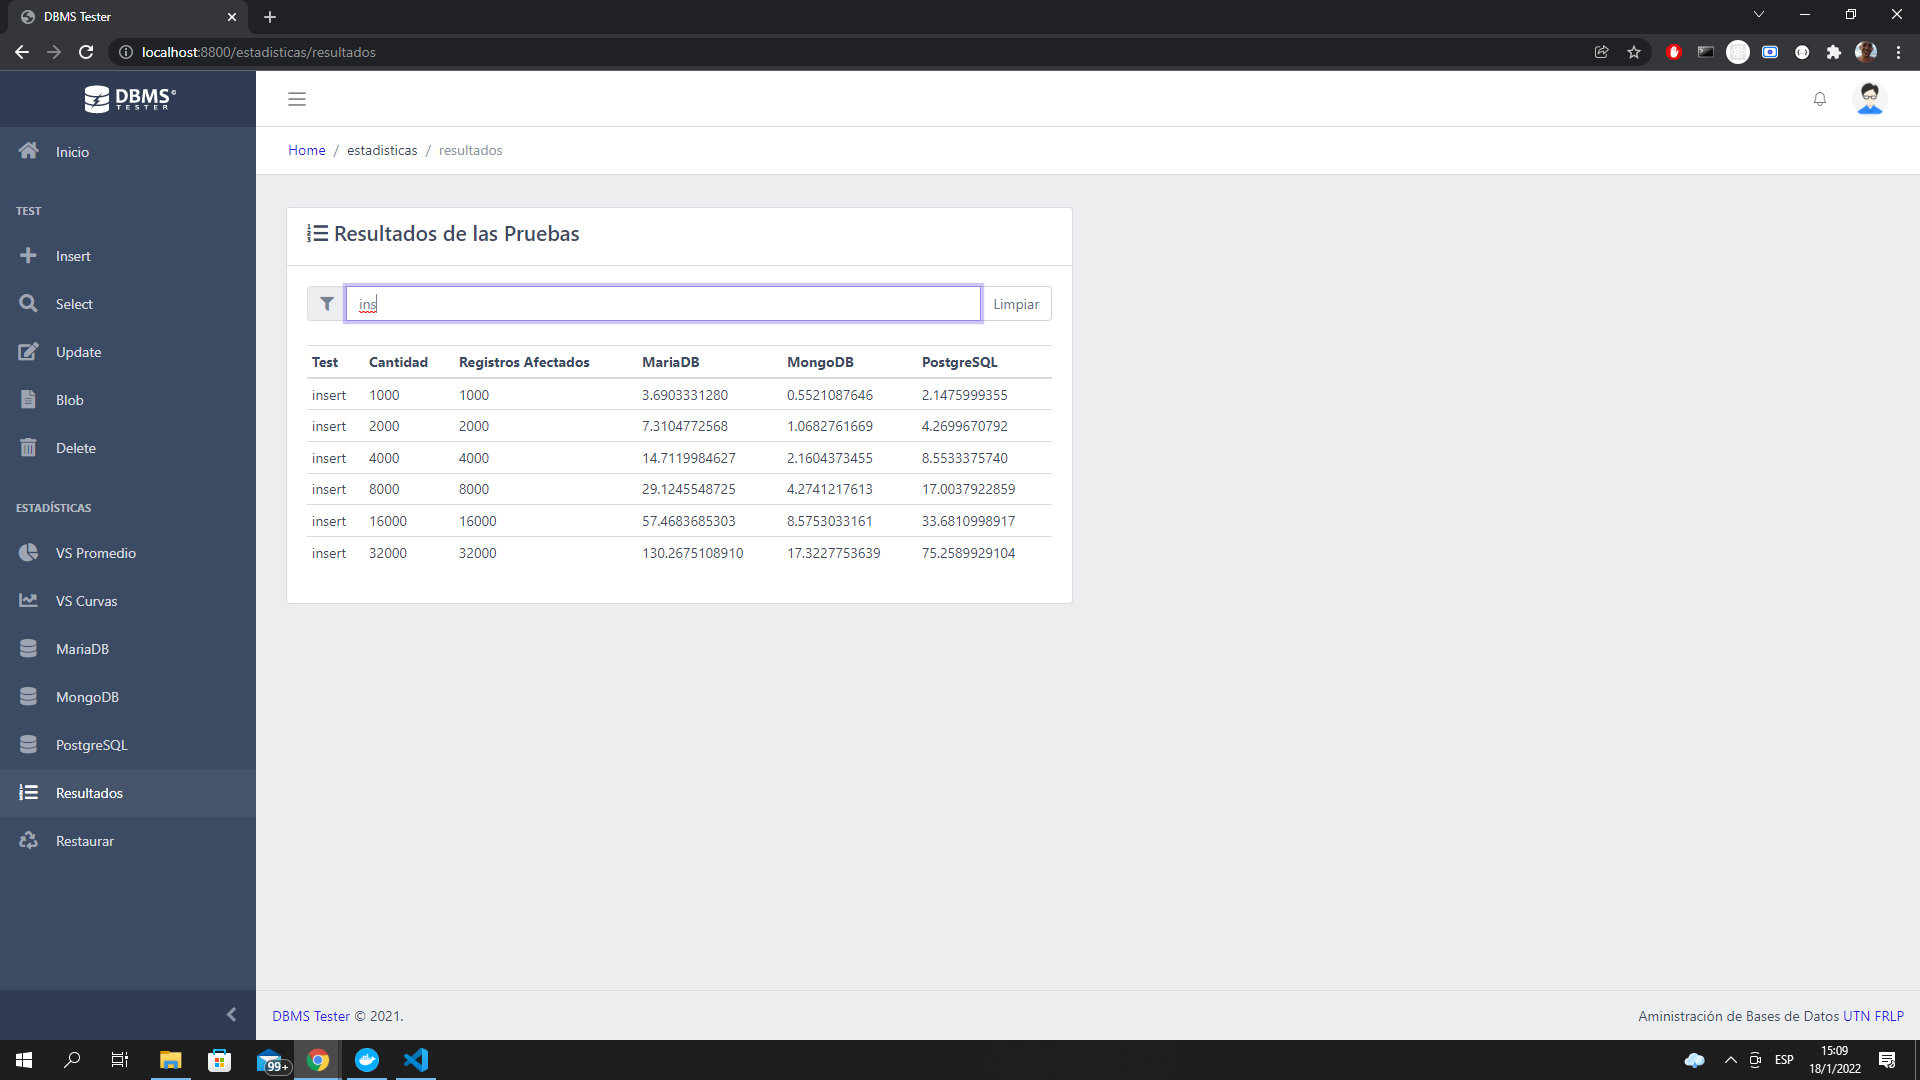 DBMS Tester
localhost:8800/estadisticas/resultados
DBMS
TESTER
Inicio
TEST
Insert
Select
Update
Blob
Delete
ESTADÍSTICAS
VS Promedio
VS Curvas
MariaDB
MongoDB
PostgreSQL
Resultados
Restaurar
Home / estadisticas / resultados
Resultados de las Pruebas
ins Limpiar
Test Cantidad Registros Afectados MariaDB MongoDB PostgreSQL
insert 1000 1000 3.6903331280 0.5521087646 2.1475999355
insert 2000 2000 7.3104772568 1.0682761669 4.2699670792
insert 4000 4000 14.7119984627 2.1604373455 8.5533375740
insert 8000 8000 29.1245548725 4.2741217613 17.0037922859
insert 16000 16000 57.4683685303 8.5753033161 33.6810998917
insert 32000 32000 130.2675108910 17.3227753639 75.2589929104
DBMS Tester © 2021. Aministración de Bases de Datos UTN FRLP
99+
ESP
15:09
18/1/2022